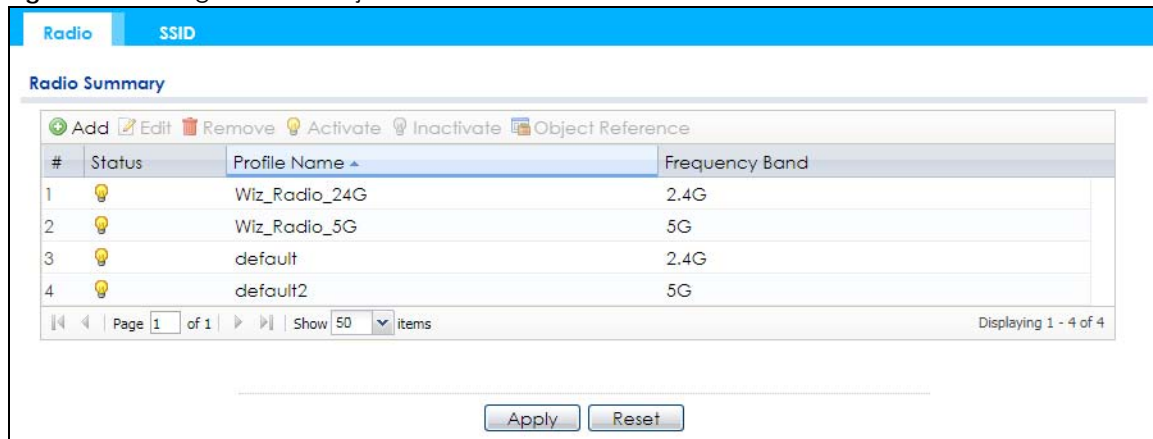 Radio SSID
Radio Summary
Add Edit Remove Activate Inactivate Object Reference
# Status Profile Name Frequency Band
1 Wiz_Radio_24G 2.4G
2 Wiz_Radio_5G 5G
3 default 2.4G
4 default2 5G
Page 1 of 1 Show 50 items Displaying 1 - 4 of 4
Apply Reset